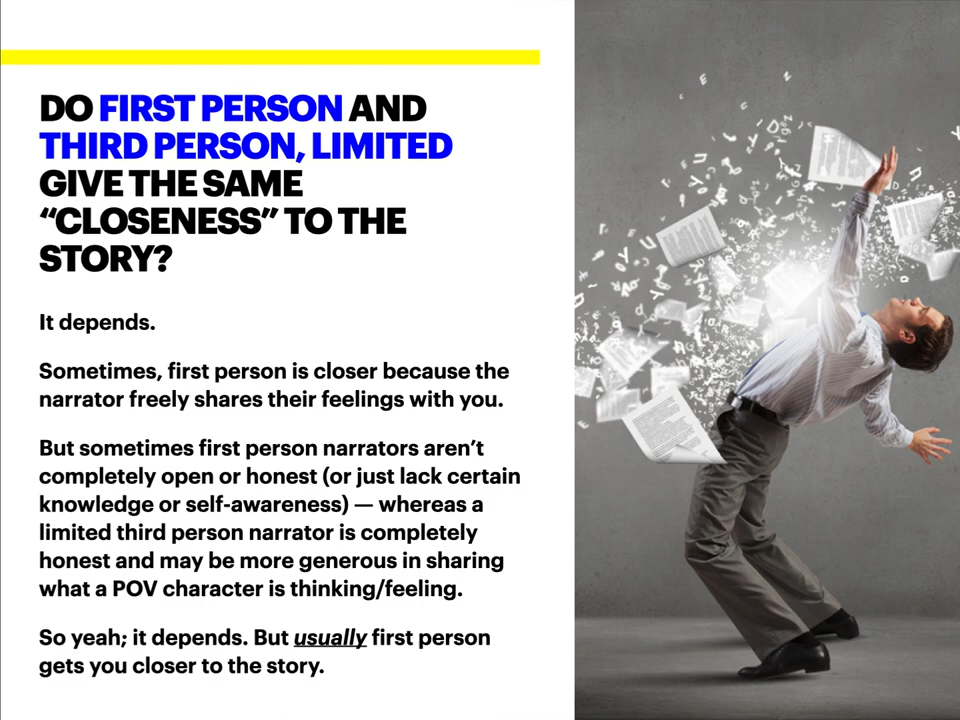 DO FIRST PERSON AND
THIRD PERSON, LIMITED
GIVE THE SAME
“CLOSENESS” TO THE
STORY?
It depends.
Sometimes, first person is closer because the
narrator freely shares their feelings with you.
But sometimes first person narrators aren’t
completely open or honest (or just lack certain
knowledge or self-awareness) — whereas a
limited third person narrator is completely
honest and may be more generous in sharing
what a POV character is thinking/feeling.
So yeah; it depends. But usually first person
gets you closer to the story.